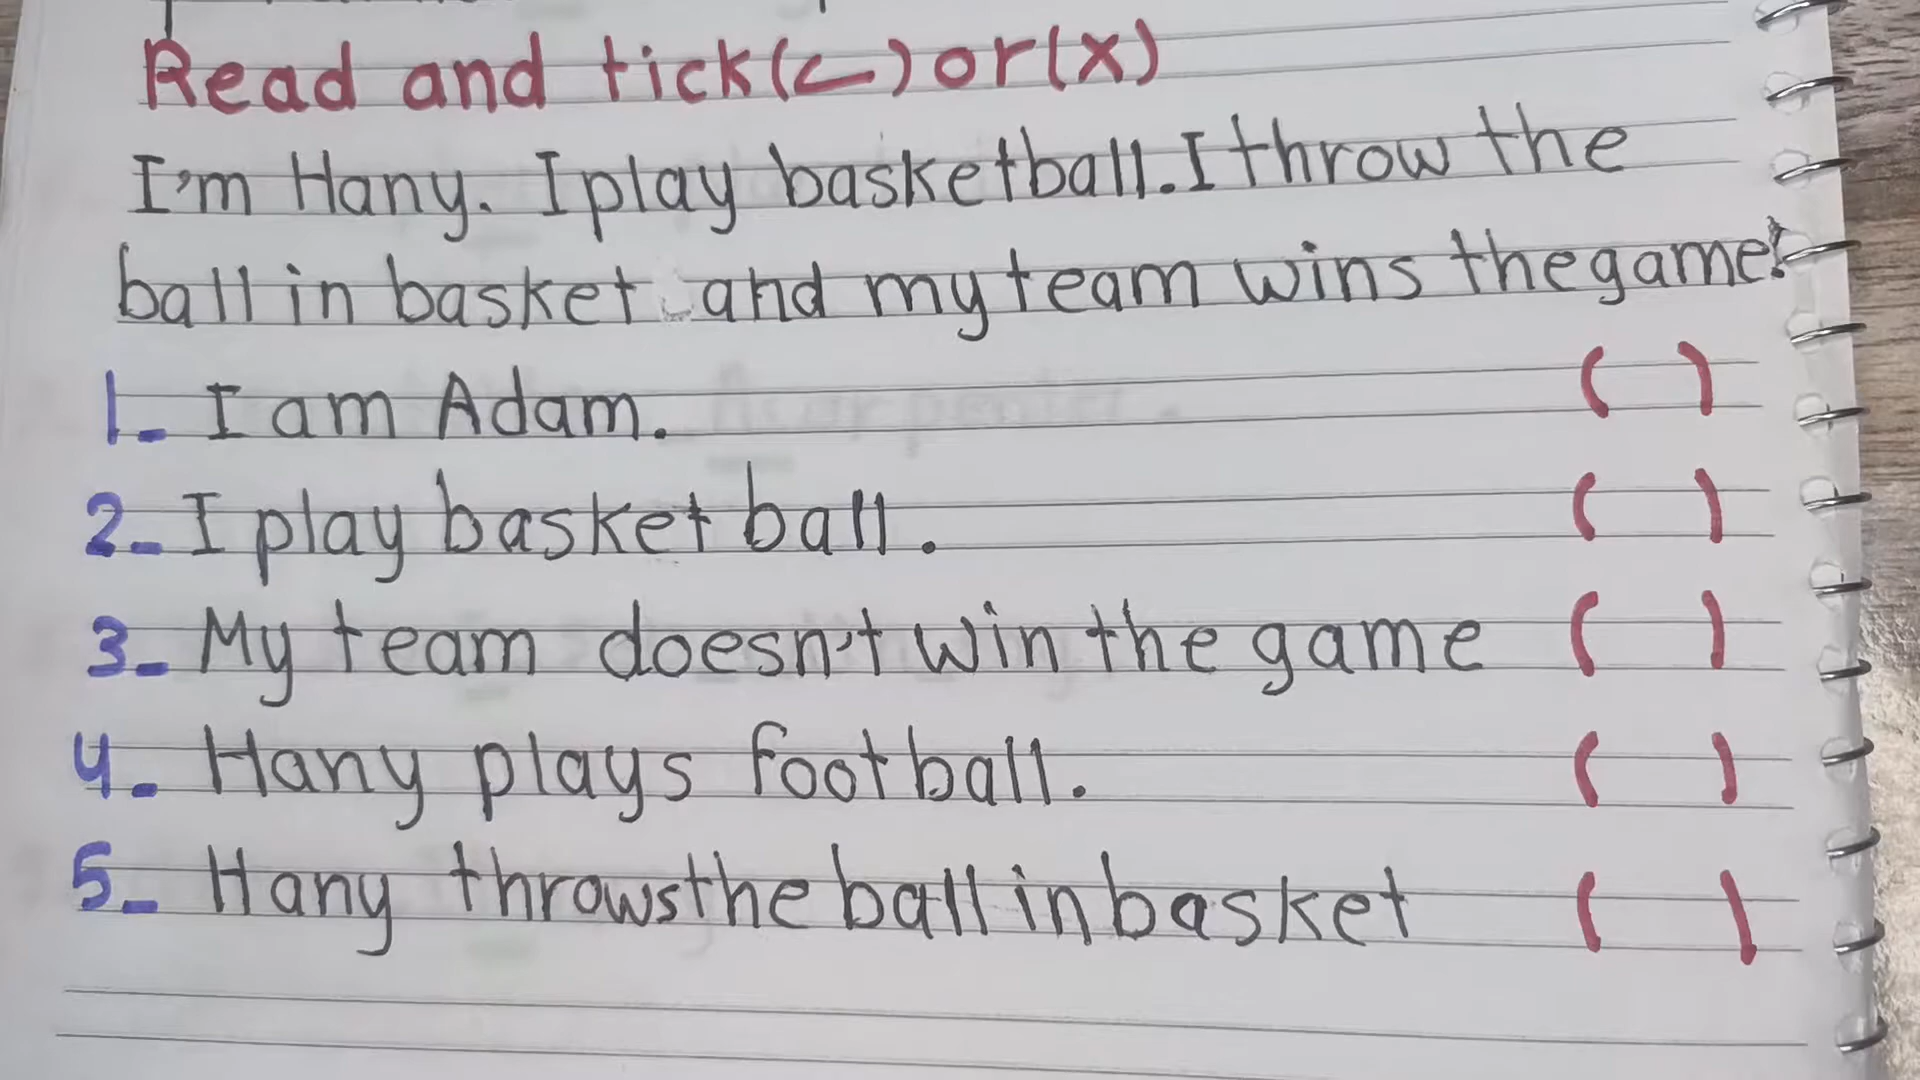 Read and tick(✓) or (x)
I'm Hany. I play basketball. I throw the
ball in basket and my team wins the game.
1- I am Adam. ( )
2- I play basket ball. ( )
3- My team doesn't win the game ( )
4- Hany plays football. ( )
5- Hany throws the ball in basket ( )